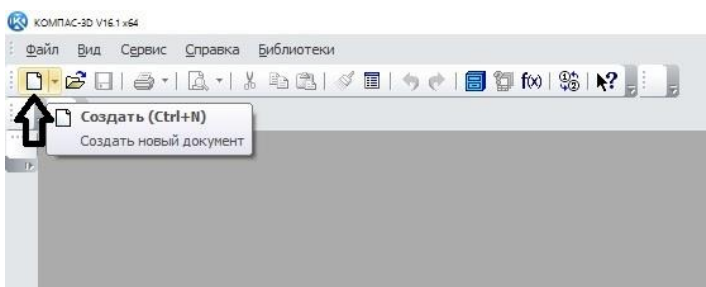 КОМПАС-3D V16.1 x64
Файл Вид Сервис Справка Библиотеки
f(x)
Создать (Ctrl+N)
Создать новый документ